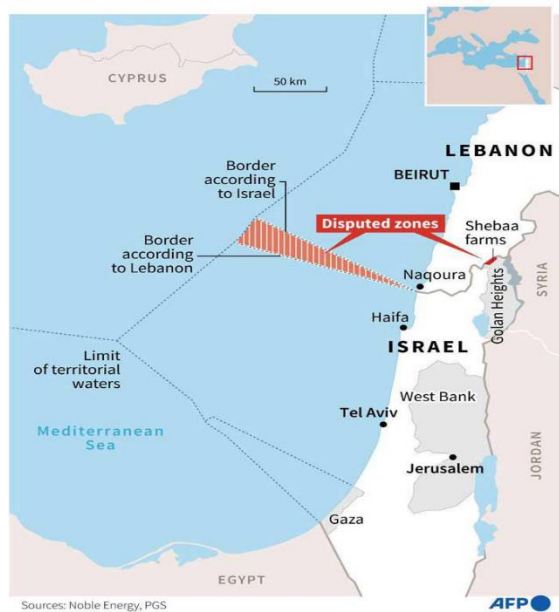 CYPRUS
50 km
LEBANON
BEIRUT
Border
according
to Israel
Disputed zones
Shebaa
farms
Border
according
to Lebanon
Naqoura
Golan Heights
SYRIA
Haifa
ISRAEL
Limit
of territorial
waters
West Bank
Mediterranean
Sea
Tel Aviv
Jerusalem
JORDAN
Gaza
EGYPT
Sources: Noble Energy, PGS
AFP